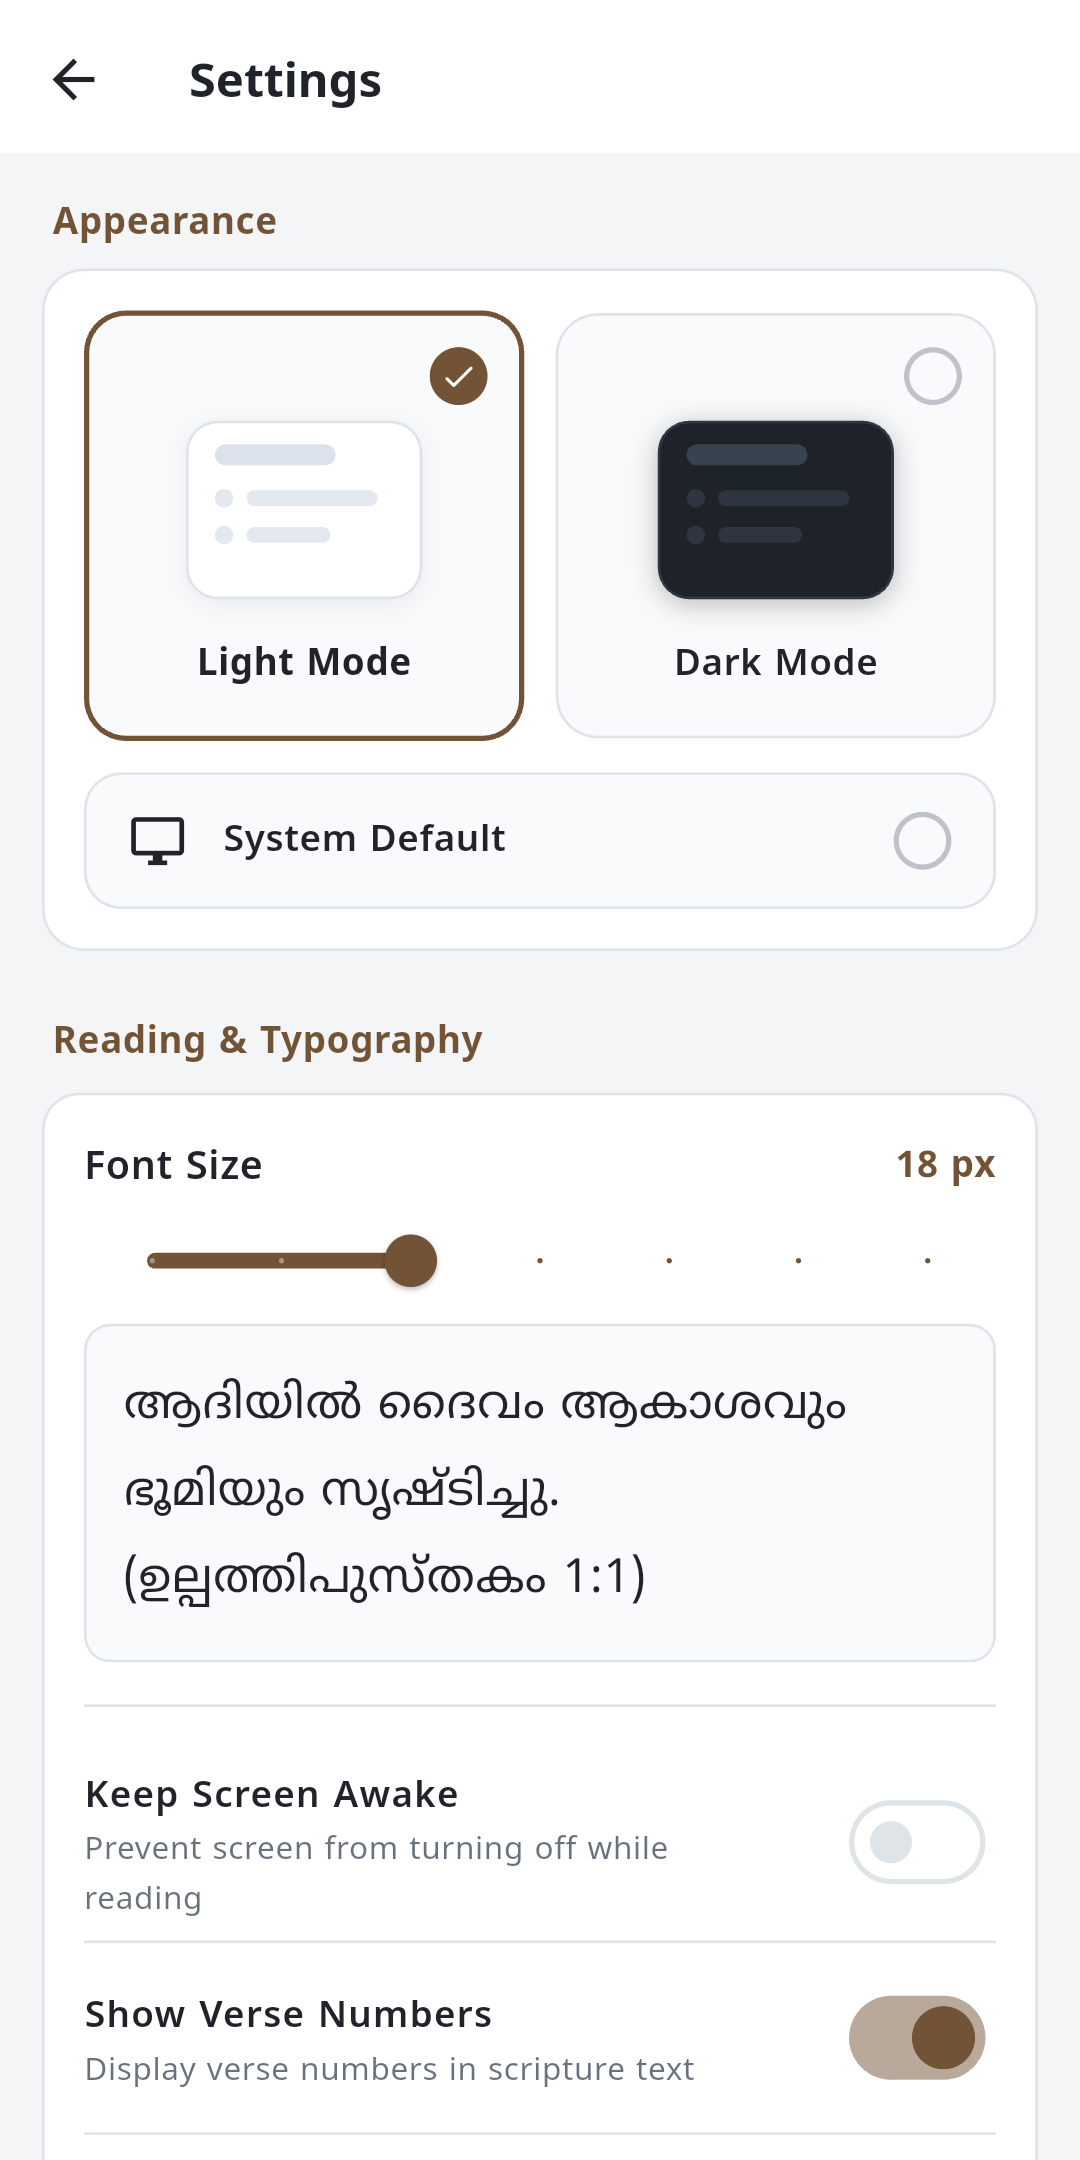 Settings
Appearance
Light Mode
Dark Mode
System Default
Reading & Typography
Font Size
18 px
ആദിയിൽ ദൈവം ആകാശവും
ഭൂമിയും സൃഷ്ടിച്ചു.
(ഉല്പത്തിപുസ്തകം 1:1)
Keep Screen Awake
Prevent screen from turning off while
reading
Show Verse Numbers
Display verse numbers in scripture text